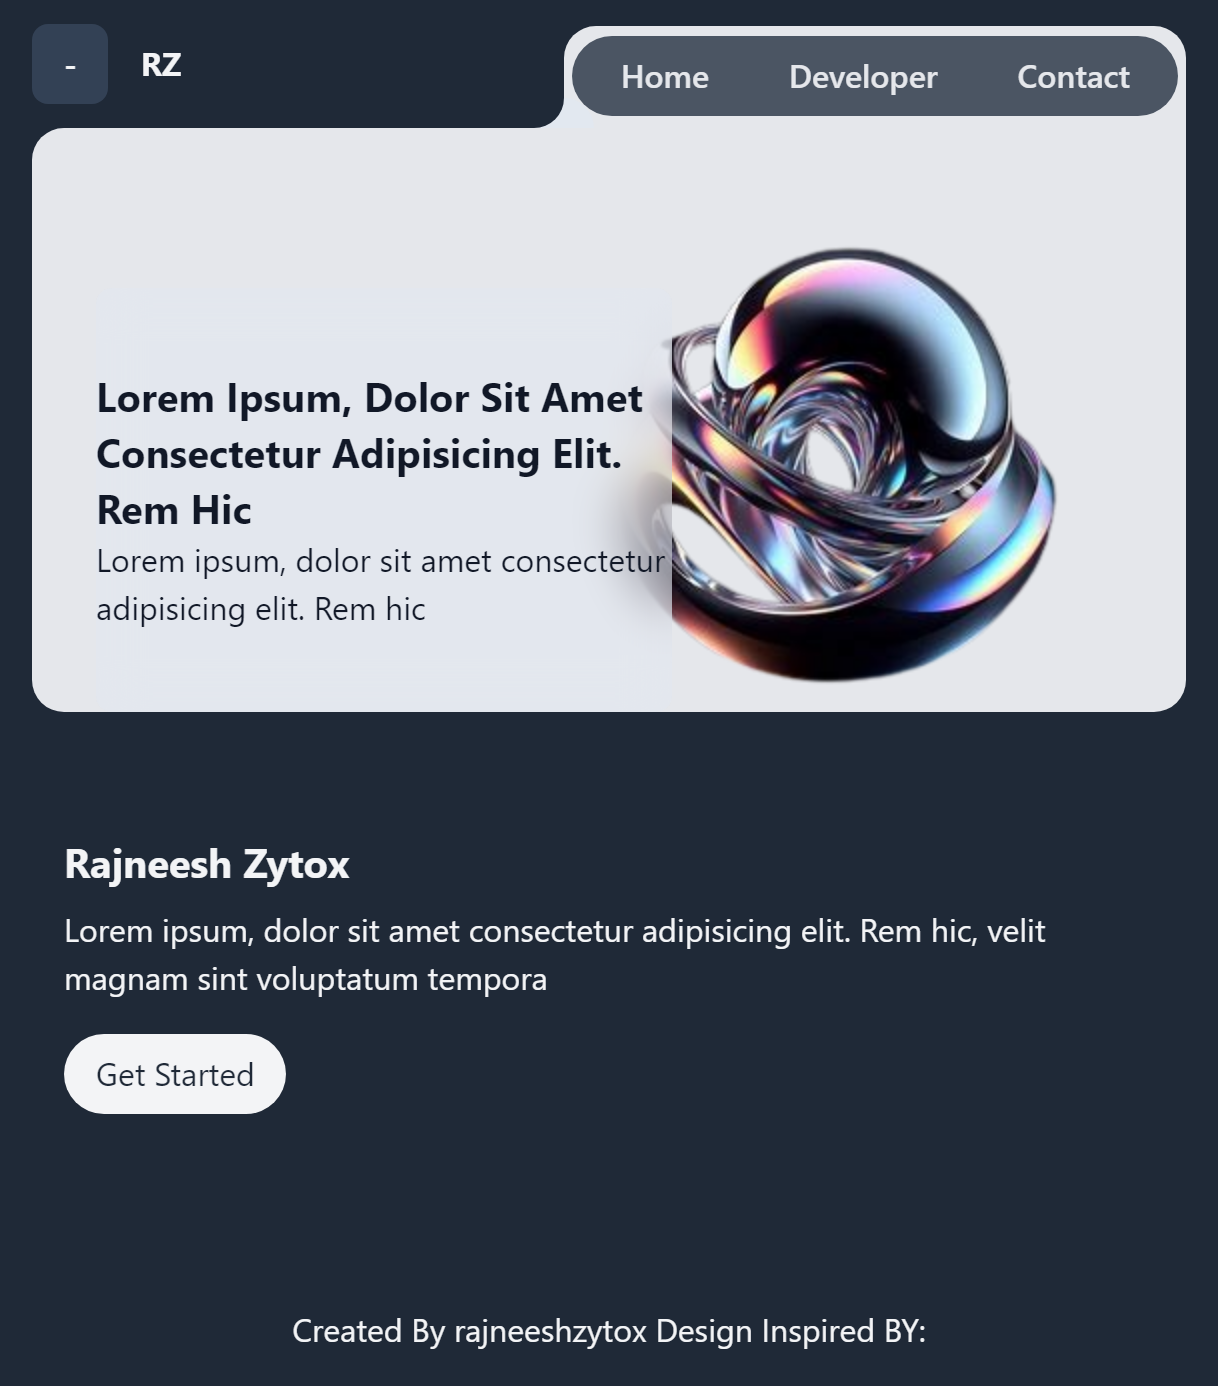 - RZ
Home Developer Contact
Lorem Ipsum, Dolor Sit Amet
Consectetur Adipisicing Elit.
Rem Hic
Lorem ipsum, dolor sit amet consectetur
adipisicing elit. Rem hic
Rajneesh Zytox
Lorem ipsum, dolor sit amet consectetur adipisicing elit. Rem hic, velit
magnam sint voluptatum tempora
Get Started
Created By rajneeshzytox Design Inspired BY: